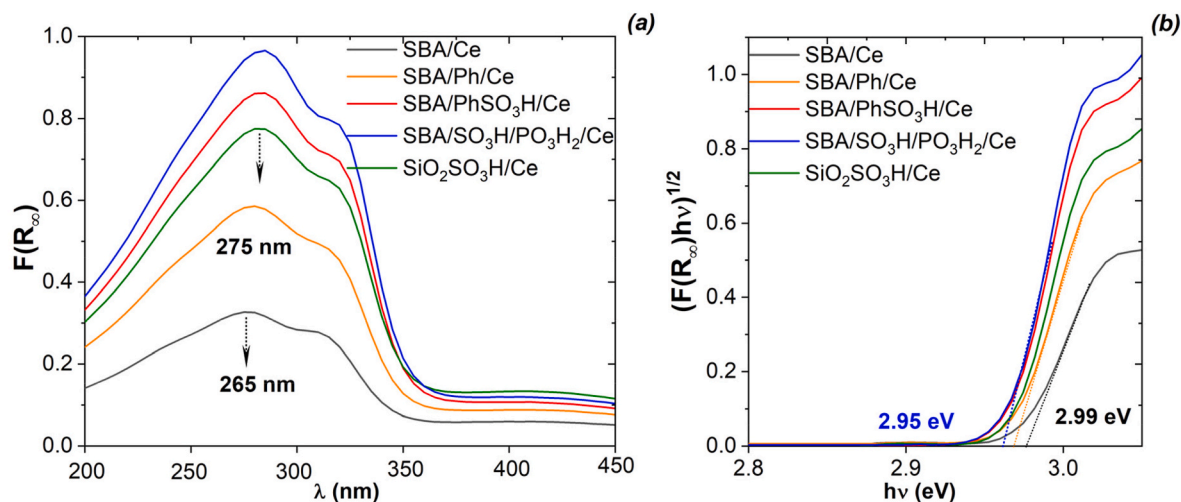 (a)
SBA/Ce
SBA/Ph/Ce
SBA/PhSO₃H/Ce
SBA/SO₃H/PO₃H₂/Ce
SiO₂SO₃H/Ce
275 nm
265 nm
F(R∞)
1.0
0.8
0.6
0.4
0.2
0.0
200 250 300 350 400 450
λ (nm)
(b)
SBA/Ce
SBA/Ph/Ce
SBA/PhSO₃H/Ce
SBA/SO₃H/PO₃H₂/Ce
SiO₂SO₃H/Ce
2.95 eV
2.99 eV
(F(R∞)hν)^1/2
1.0
0.8
0.6
0.4
0.2
0.0
2.8 2.9 3.0
hν (eV)